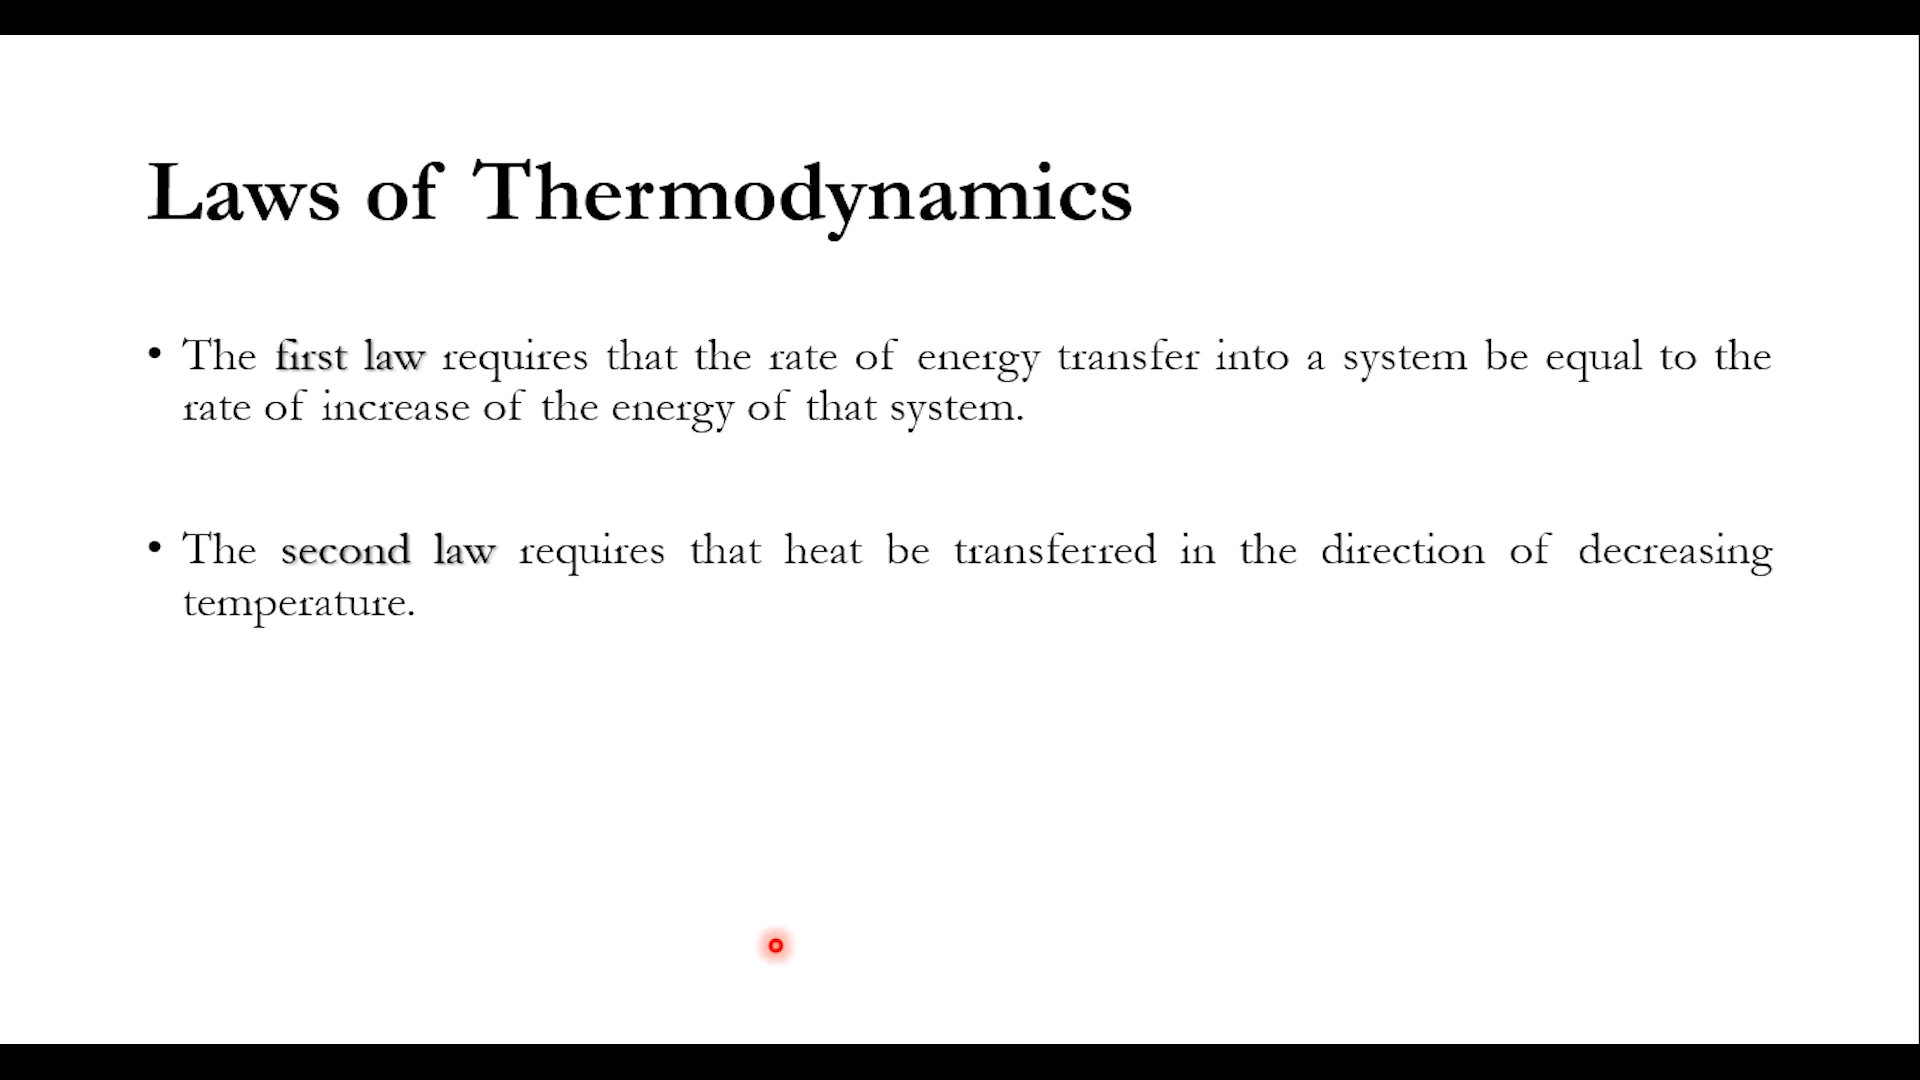 Laws of Thermodynamics
• The first law requires that the rate of energy transfer into a system be equal to the
rate of increase of the energy of that system.
• The second law requires that heat be transferred in the direction of decreasing
temperature.